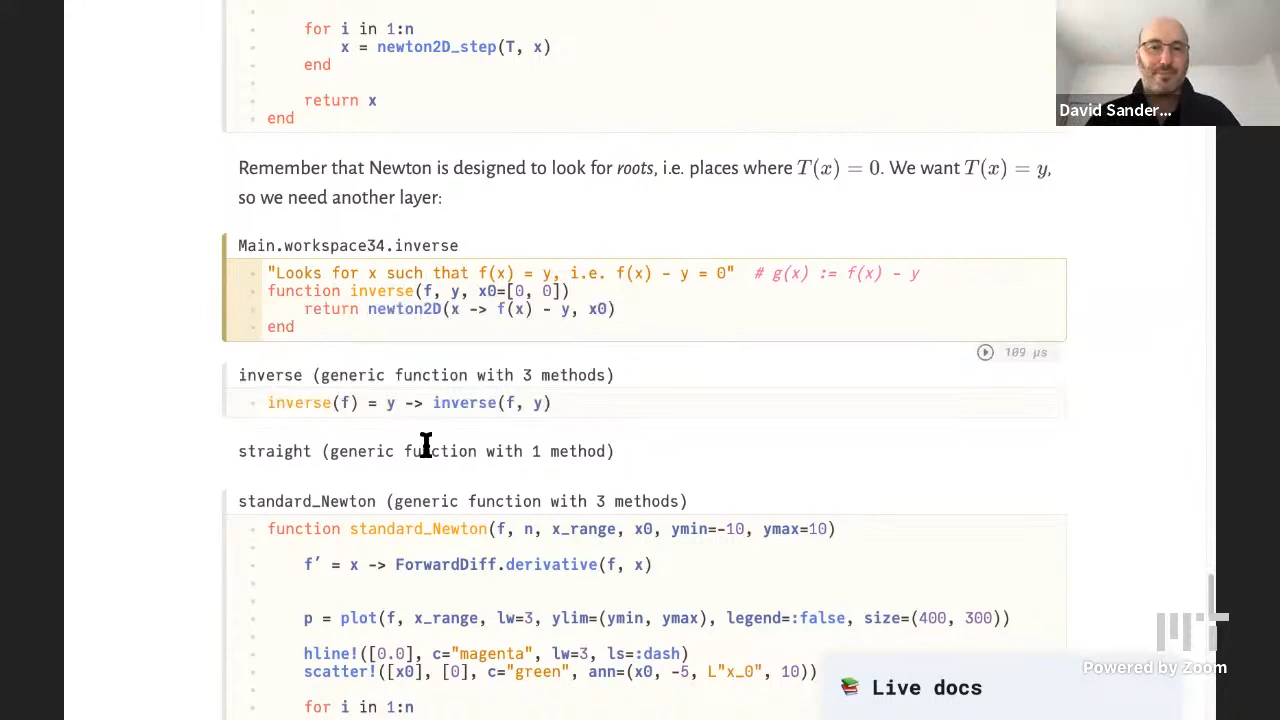 for i in 1:n
x = newton2D_step(T, x)
end
return x
end
David Sander...
Remember that Newton is designed to look for roots, i.e. places where T(x) = 0. We want T(x) = y,
so we need another layer:
Main.workspace34.inverse
"Looks for x such that f(x) = y, i.e. f(x) - y = 0"  # g(x) := f(x) - y
function inverse(f, y, x0=[0, 0])
return newton2D(x -> f(x) - y, x0)
end
109 μs
inverse (generic function with 3 methods)
inverse(f) = y -> inverse(f, y)
straight (generic function with 1 method)
standard_Newton (generic function with 3 methods)
function standard_Newton(f, n, x_range, x0, ymin=-10, ymax=10)
f′ = x -> ForwardDiff.derivative(f, x)
p = plot(f, x_range, lw=3, ylim=(ymin, ymax), legend=:false, size=(400, 300))
hline!([0.0], c="magenta", lw=3, ls=:dash)
scatter!([x0], [0], c="green", ann=(x0, -5, L"x_0", 10))
for i in 1:n
Powered by Zoom
Live docs